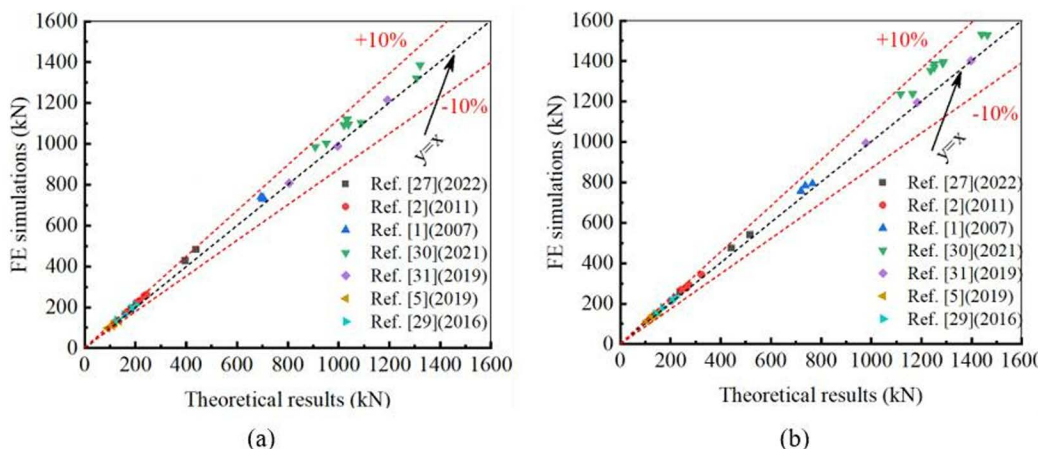 1600
1400
1200
1000
800
600
400
200
0
FE simulations (kN)
+10%
-10%
y=x
Ref. [27](2022)
Ref. [2](2011)
Ref. [1](2007)
Ref. [30](2021)
Ref. [31](2019)
Ref. [5](2019)
Ref. [29](2016)
0 200 400 600 800 1000 1200 1400 1600
Theoretical results (kN)
(a)
1600
1400
1200
1000
800
600
400
200
0
FE simulations (kN)
+10%
-10%
y=x
Ref. [27](2022)
Ref. [2](2011)
Ref. [1](2007)
Ref. [30](2021)
Ref. [31](2019)
Ref. [5](2019)
Ref. [29](2016)
0 200 400 600 800 1000 1200 1400 1600
Theoretical results (kN)
(b)